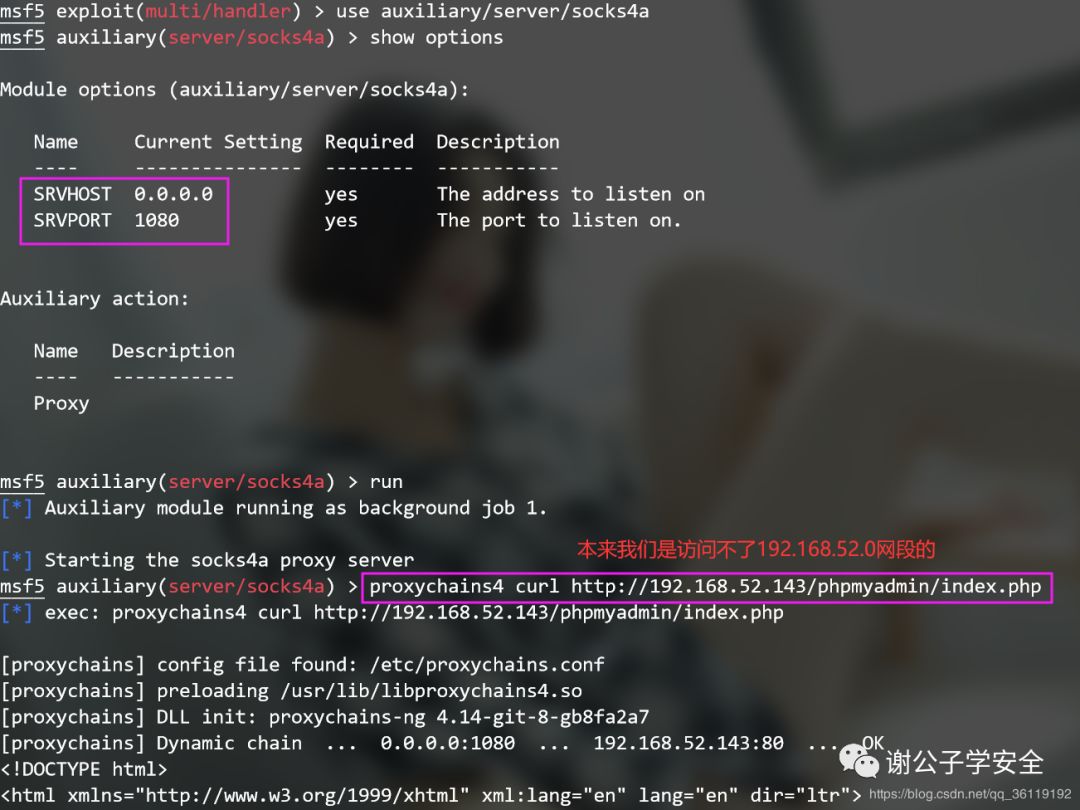 msf5 exploit(multi/handler) > use auxiliary/server/socks4a
msf5 auxiliary(server/socks4a) > show options
Module options (auxiliary/server/socks4a):
Name Current Setting Required Description
---- --------------- -------- -----------
SRVHOST 0.0.0.0 yes The address to listen on
SRVPORT 1080 yes The port to listen on.
Auxiliary action:
Name Description
---- -----------
Proxy
msf5 auxiliary(server/socks4a) > run
[*] Auxiliary module running as background job 1.
[*] Starting the socks4a proxy server
本来我们是访问不了192.168.52.0网段的
msf5 auxiliary(server/socks4a) > proxychains4 curl http://192.168.52.143/phpmyadmin/index.php
[*] exec: proxychains4 curl http://192.168.52.143/phpmyadmin/index.php
[proxychains] config file found: /etc/proxychains.conf
[proxychains] preloading /usr/lib/libproxychains4.so
[proxychains] DLL init: proxychains-ng 4.14-git-8-gb8fa2a7
[proxychains] Dynamic chain ... 0.0.0.0:1080 ... 192.168.52.143:80 ... OK
<!DOCTYPE html>
谢公子学安全
<html xmlns="http://www.w3.org/1999/xhtml" xml:lang="en" lang="en" dir="ltr">
https://blog.csdn.net/qq_36119192